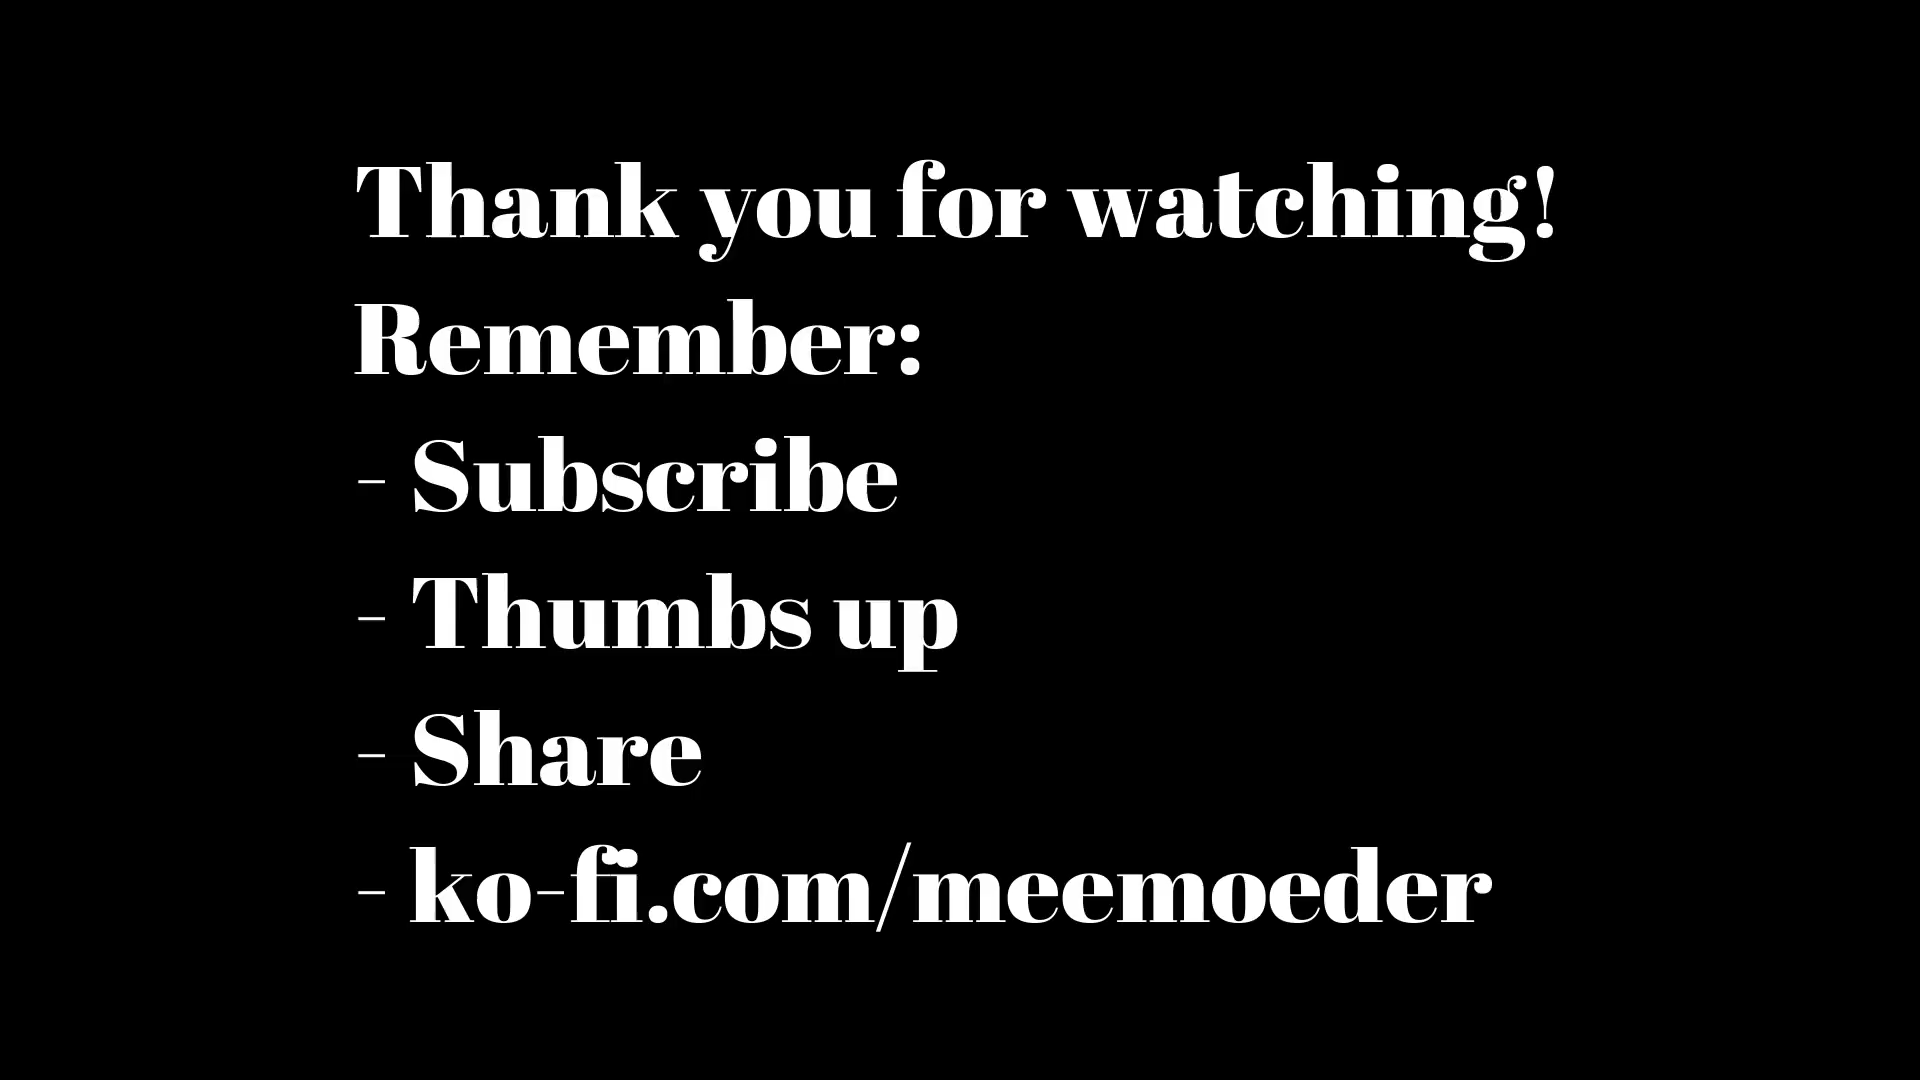 Thank you for watching!
Remember:
- Subscribe
- Thumbs up
- Share
- ko-fi.com/meemoeder